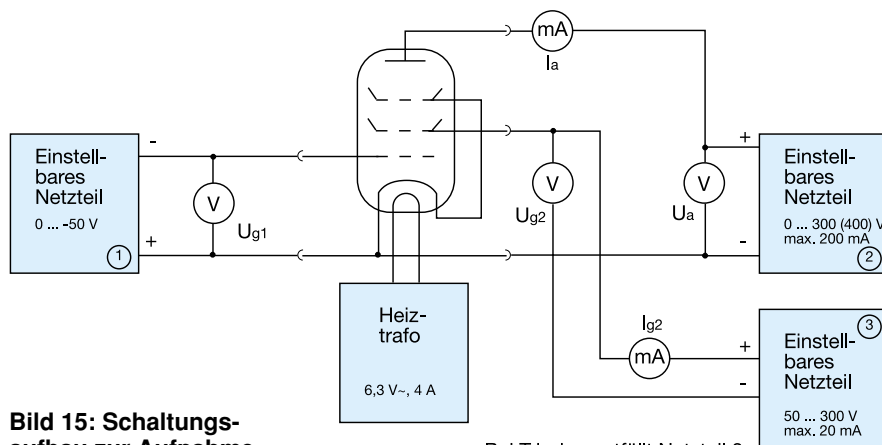 mA
Ia
-
Einstell-
bares
Netzteil
0 ... -50 V
+
1
V
Ug1
V
Ug2
V
Ua
+
Einstell-
bares
Netzteil
0 ... 300 (400) V
max. 200 mA
-
2
Heiz-
trafo
6,3 V~, 4 A
Ig2
mA
+
-
3
Einstell-
bares
Netzteil
50 ... 300 V
max. 20 mA
Bild 15: Schaltungs-
aufbau zur Aufnahme